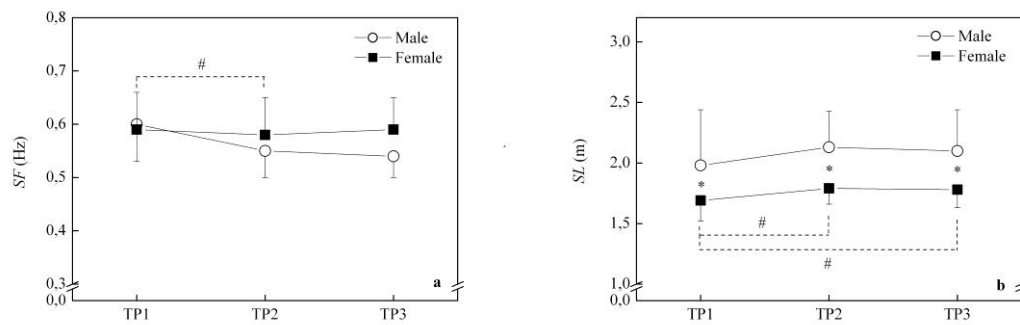 0,8
0,7
0,6
0,5
0,4
0,3
0,0
SF (Hz)
Male
Female
#
a
TP1 TP2 TP3
3,0
2,5
2,0
1,5
1,0
0,0
SL (m)
Male
Female
* * *
#
#
b
TP1 TP2 TP3